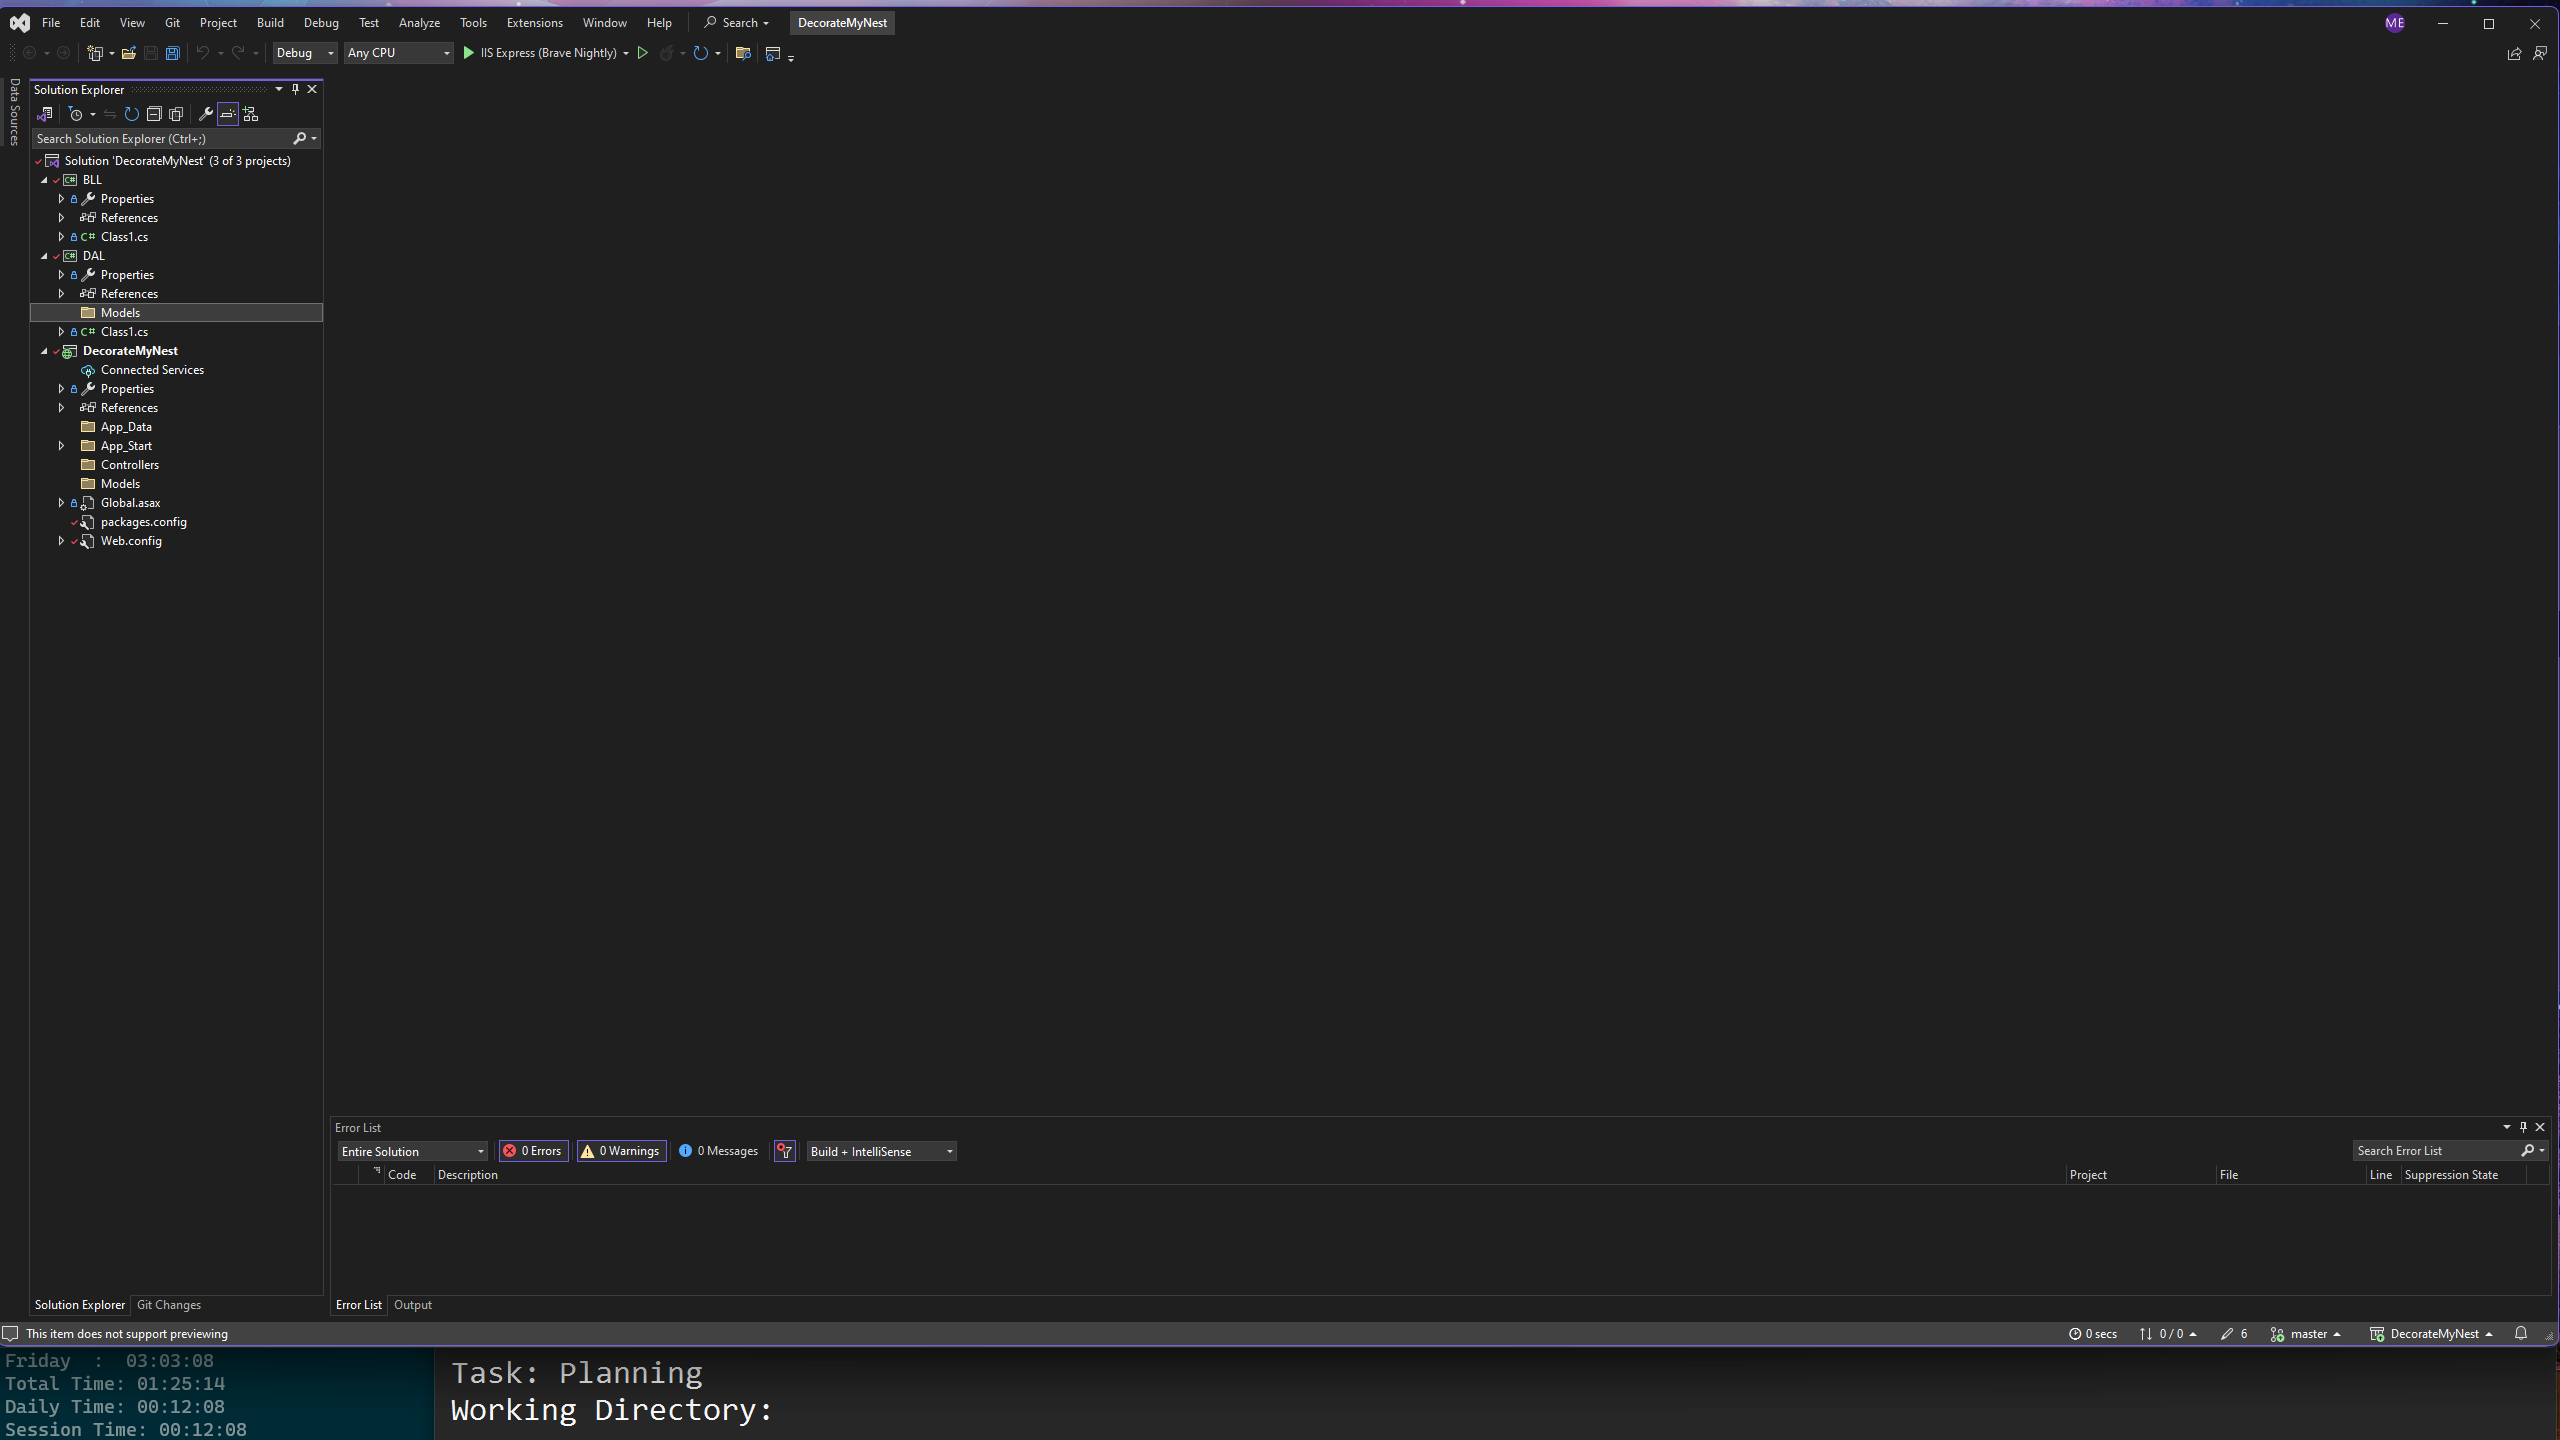 File Edit View Git Project Build Debug Test Analyze Tools Extensions Window Help Search DecorateMyNest ME
Debug Any CPU IIS Express (Brave Nightly)
Data Sources
Solution Explorer
Search Solution Explorer (Ctrl+;)
Solution 'DecorateMyNest' (3 of 3 projects)
C# BLL
Properties
References
C# Class1.cs
C# DAL
Properties
References
Models
C# Class1.cs
DecorateMyNest
Connected Services
Properties
References
App_Data
App_Start
Controllers
Models
Global.asax
packages.config
Web.config
Solution Explorer Git Changes
Error List
Entire Solution 0 Errors 0 Warnings 0 Messages Build + IntelliSense Search Error List
Code Description Project File Line Suppression State
Error List Output
This item does not support previewing 0 secs 0 / 0 6 master DecorateMyNest
Friday : 03:03:08
Total Time: 01:25:14
Daily Time: 00:12:08
Session Time: 00:12:08
Task: Planning
Working Directory: